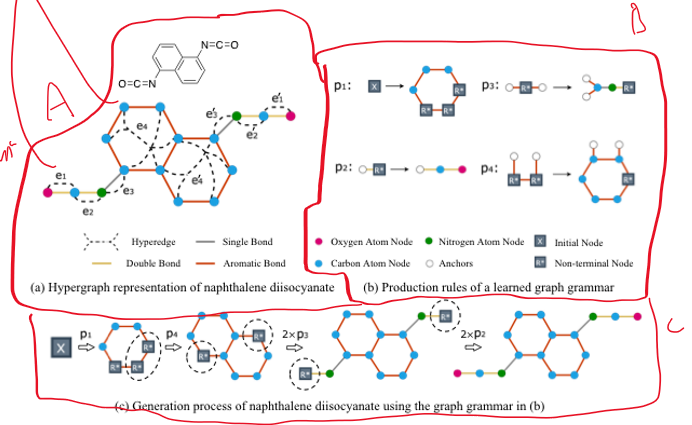 B
A
N=C=O
O=C=N
e₄
e₃′
e₁′
e₂′
e₁
e₂
e₃
e₄′
p₁: X R* R* R*
p₃: R* R*
p₂: R*
p₄: R* R* R*
Hyperedge
Single Bond
Double Bond
Aromatic Bond
Oxygen Atom Node
Nitrogen Atom Node
X Initial Node
Carbon Atom Node
Anchors
R* Non-terminal Node
(a) Hypergraph representation of naphthalene diisocyanate
(b) Production rules of a learned graph grammar
C
X p₁ R* R* R* p₄ R* R* 2×p₃ R* R* 2×p₂
(c) Generation process of naphthalene diisocyanate using the graph grammar in (b)